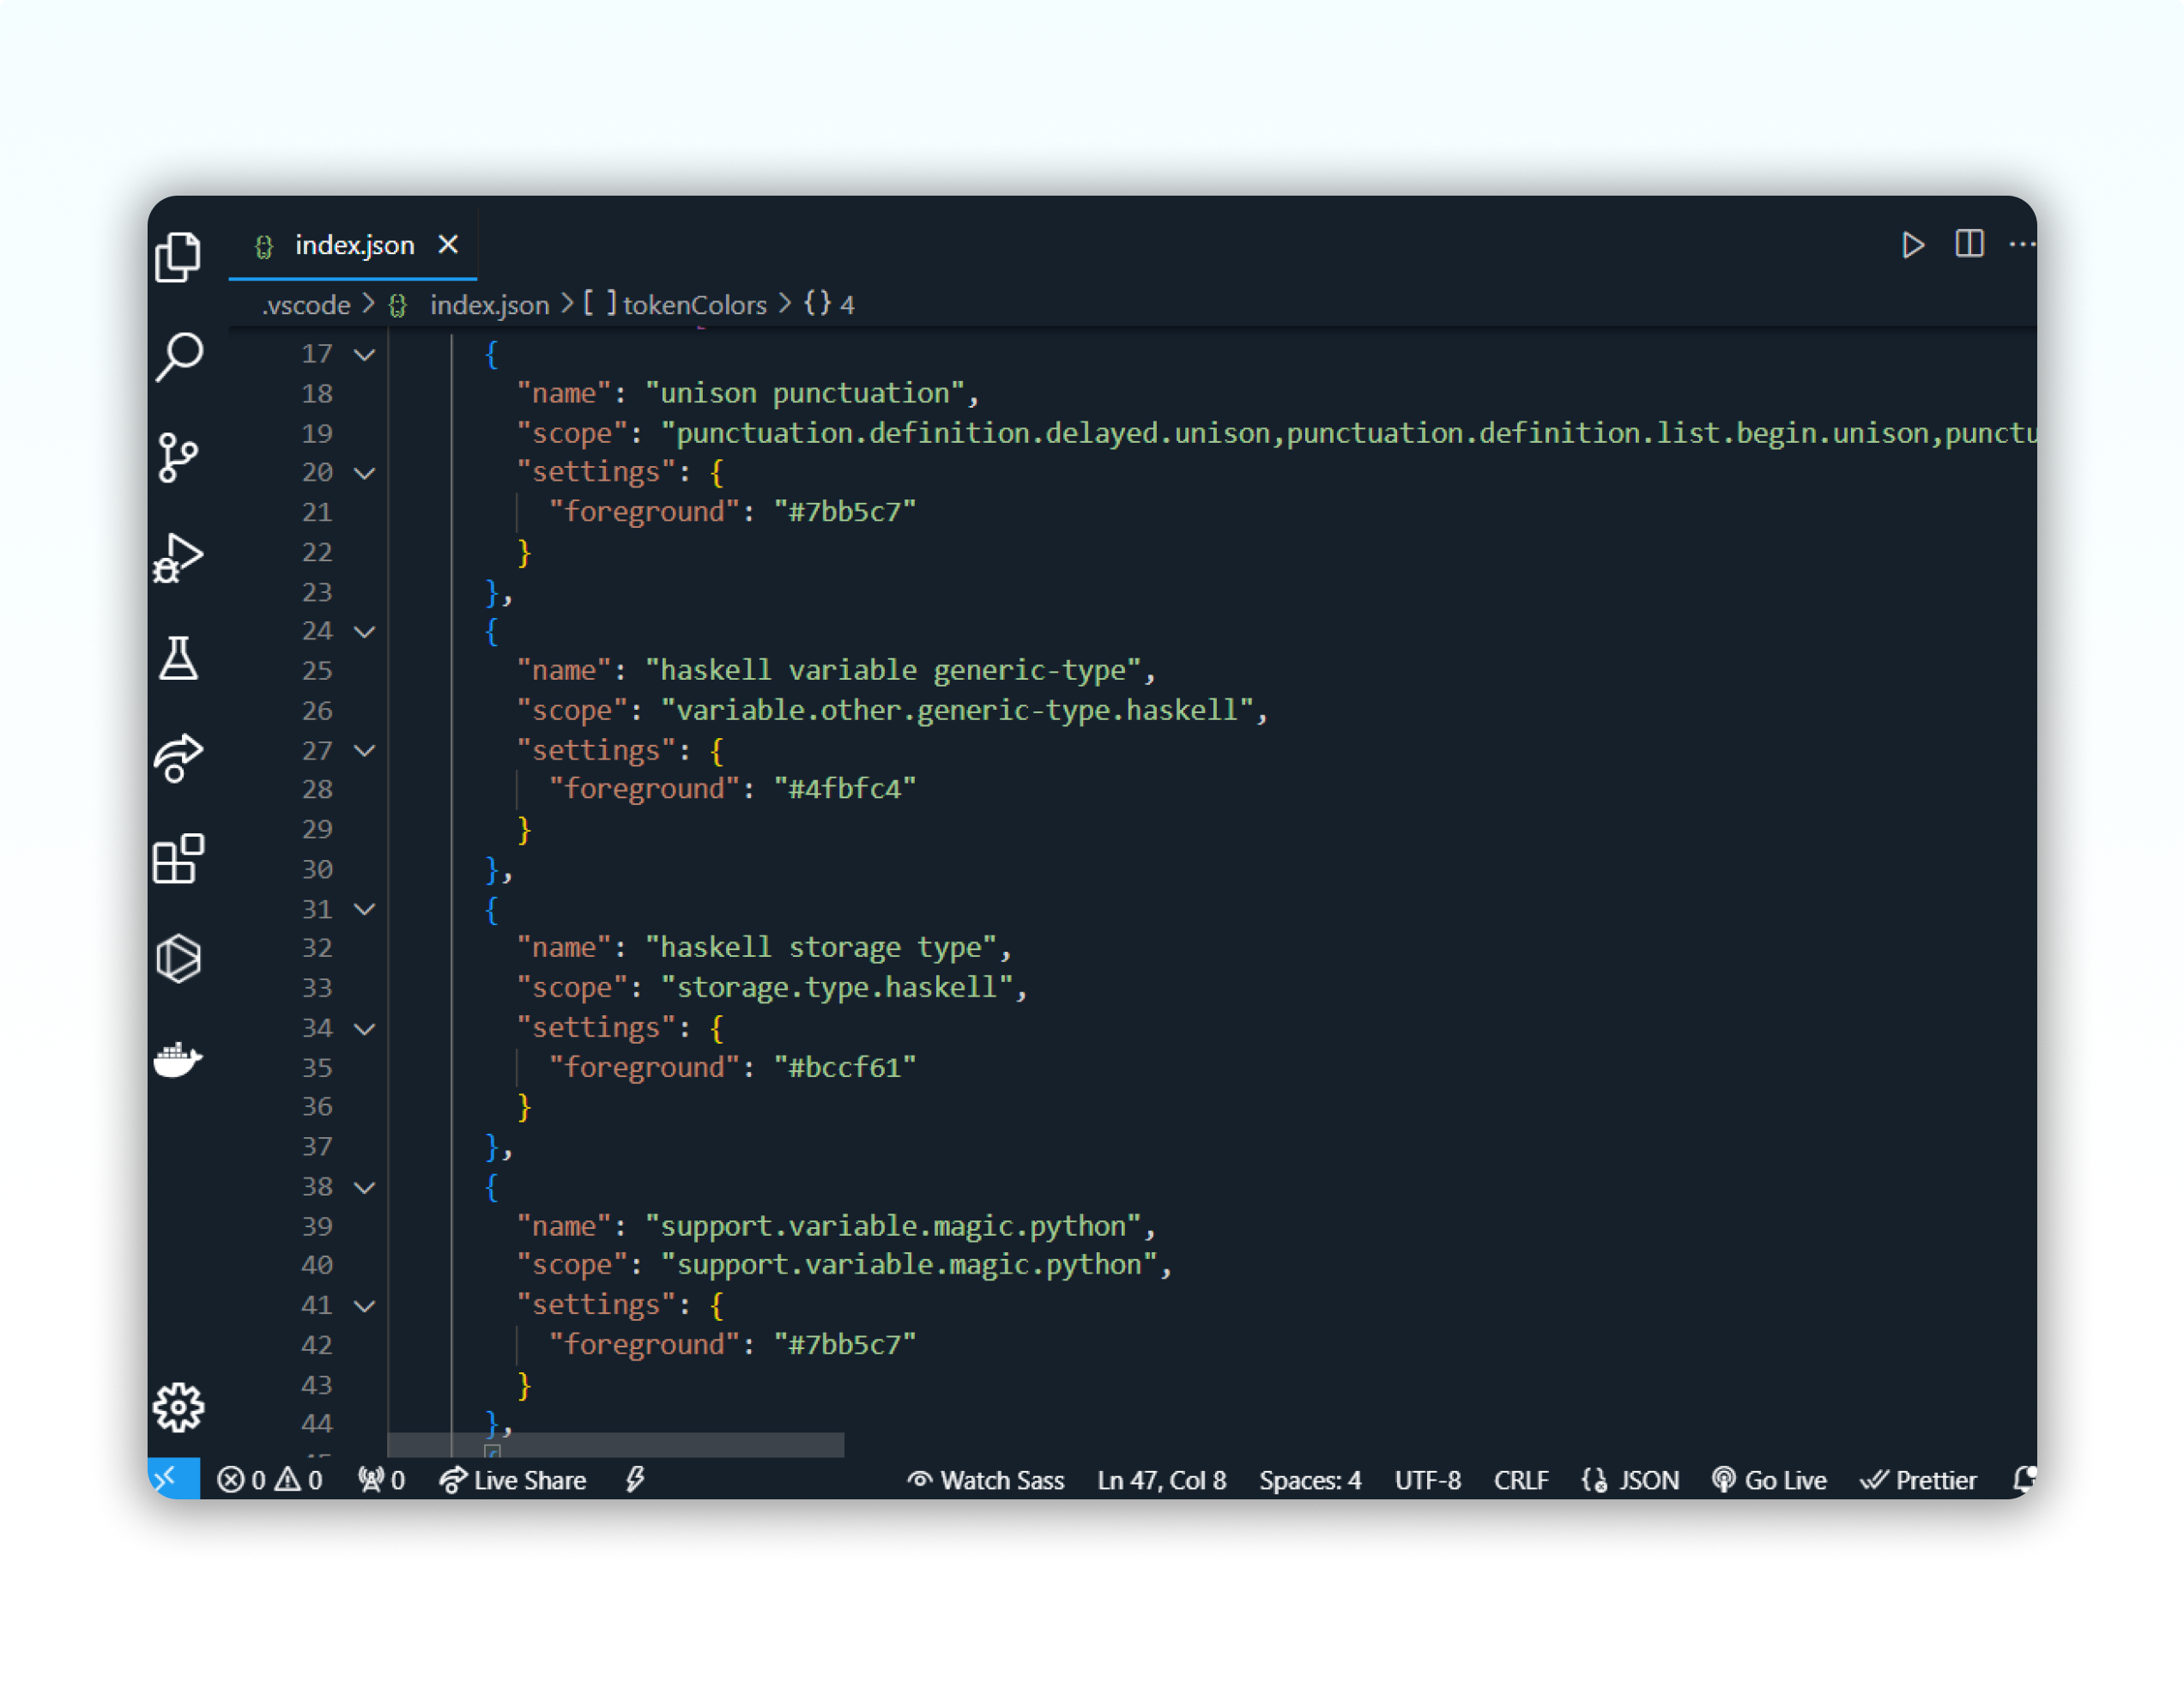 index.json
.vscode > {} index.json > [ ] tokenColors > {} 4
17 {
18 "name": "unison punctuation",
19 "scope": "punctuation.definition.delayed.unison,punctuation.definition.list.begin.unison,punctu
20 "settings": {
21 "foreground": "#7bb5c7"
22 }
23 },
24 {
25 "name": "haskell variable generic-type",
26 "scope": "variable.other.generic-type.haskell",
27 "settings": {
28 "foreground": "#4fbfc4"
29 }
30 },
31 {
32 "name": "haskell storage type",
33 "scope": "storage.type.haskell",
34 "settings": {
35 "foreground": "#bccf61"
36 }
37 },
38 {
39 "name": "support.variable.magic.python",
40 "scope": "support.variable.magic.python",
41 "settings": {
42 "foreground": "#7bb5c7"
43 }
44 },
0 0 0 Live Share Watch Sass Ln 47, Col 8 Spaces: 4 UTF-8 CRLF {} JSON Go Live Prettier